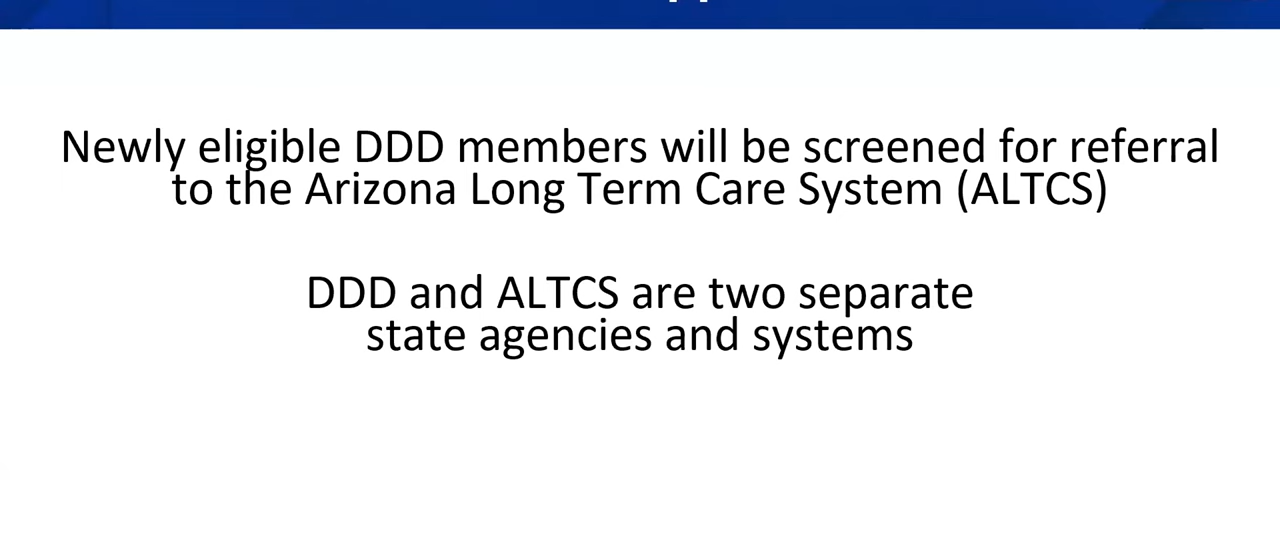 Newly eligible DDD members will be screened for referral
to the Arizona Long Term Care System (ALTCS)
DDD and ALTCS are two separate
state agencies and systems